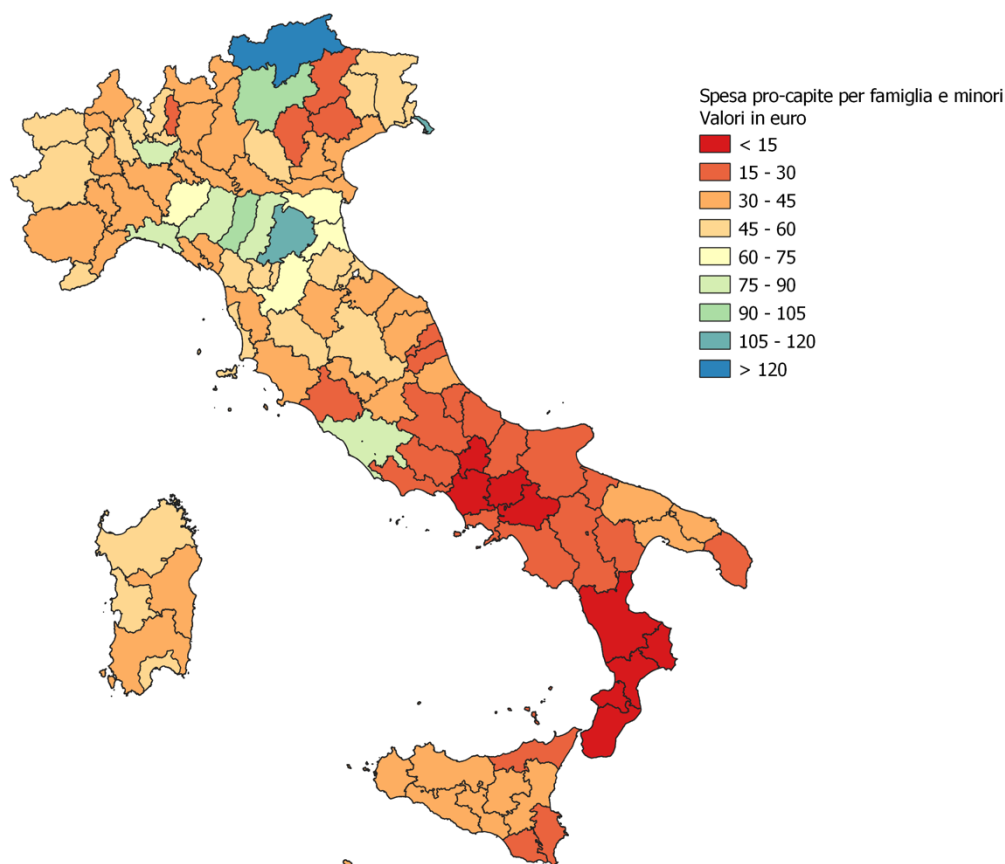 Spesa pro-capite per famiglia e minori
Valori in euro
< 15
15 - 30
30 - 45
45 - 60
60 - 75
75 - 90
90 - 105
105 - 120
> 120